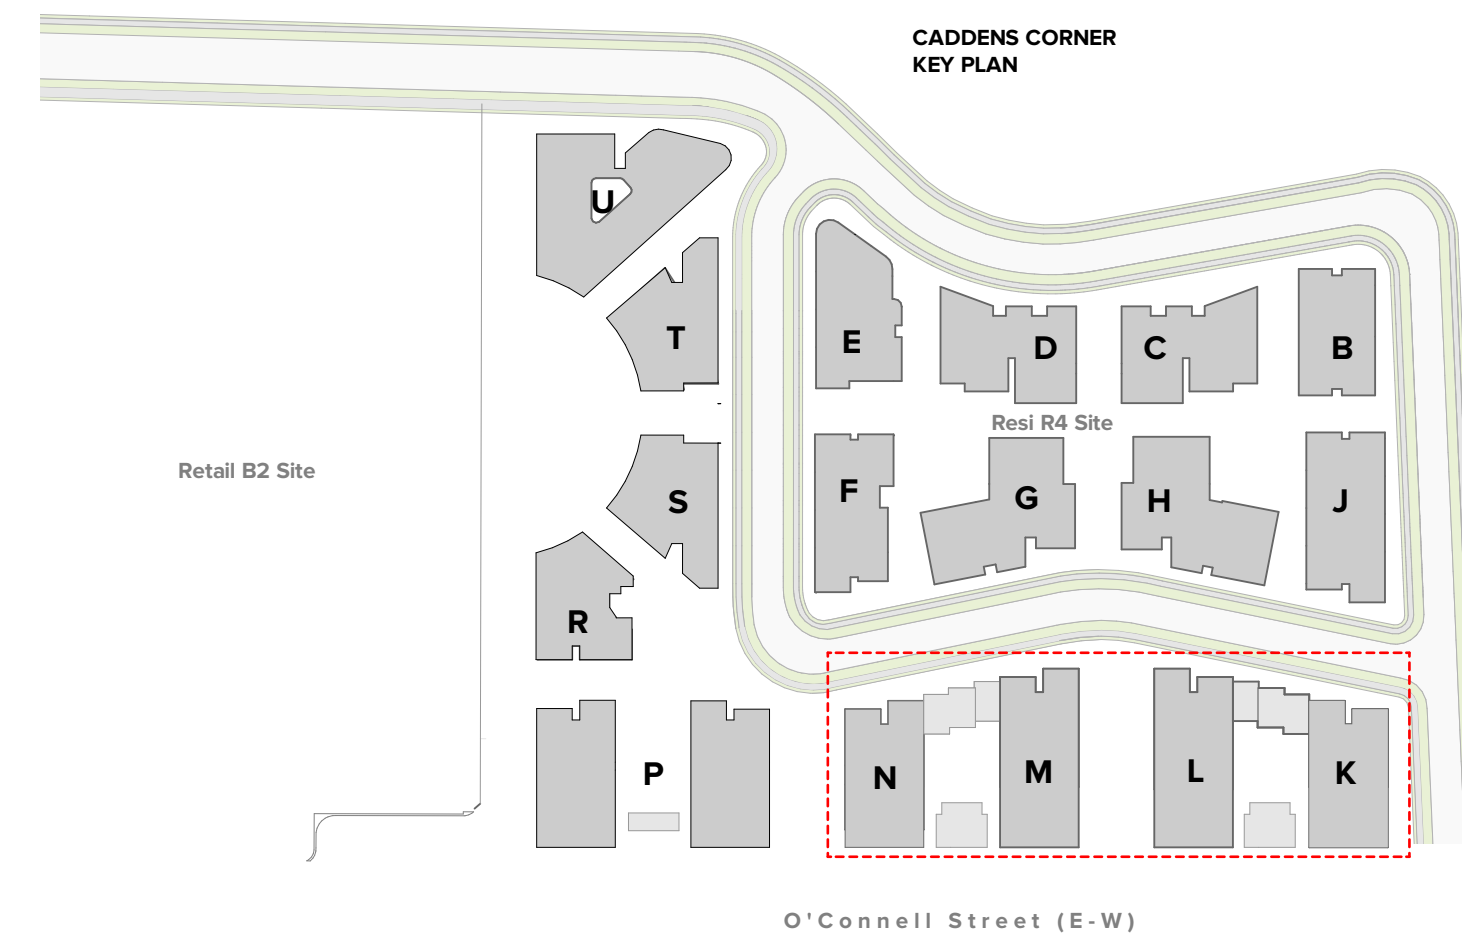 CADDENS CORNER
KEY PLAN
U
T
E
D
C
B
Resi R4 Site
Retail B2 Site
S
F
G
H
J
R
P
N
M
L
K
O'Connell Street (E-W)